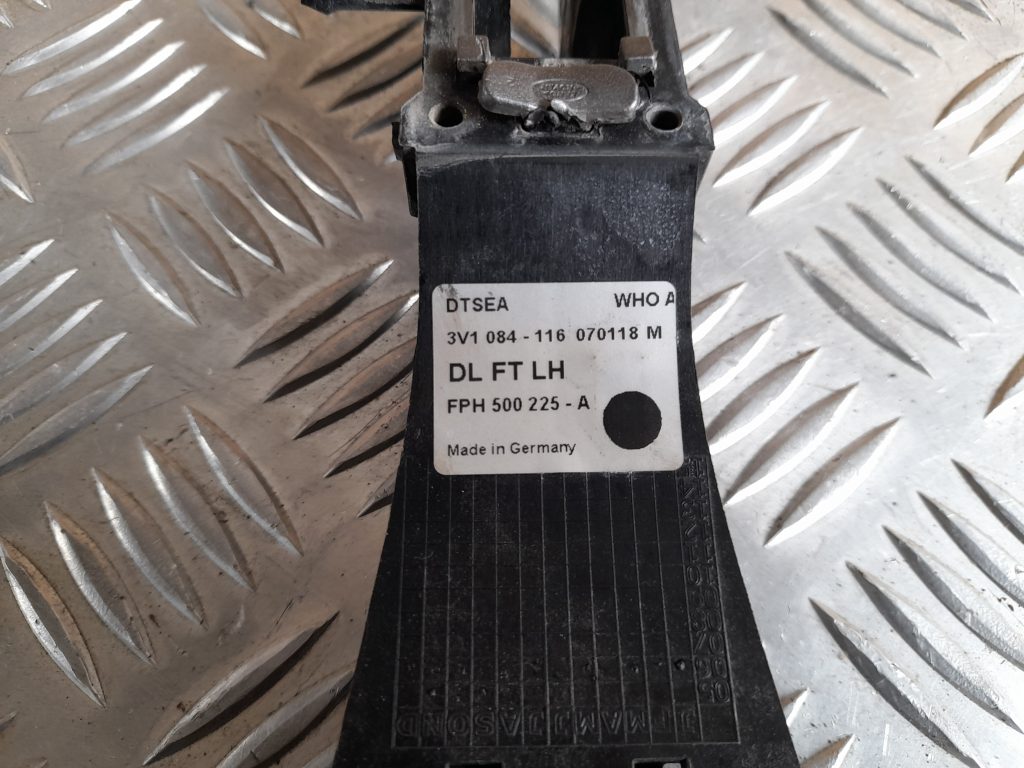 DTSEA WHO A
3V1 084 - 116 070118 M
DL FT LH
FPH 500 225 - A
Made in Germany
JFMAMJJASOND